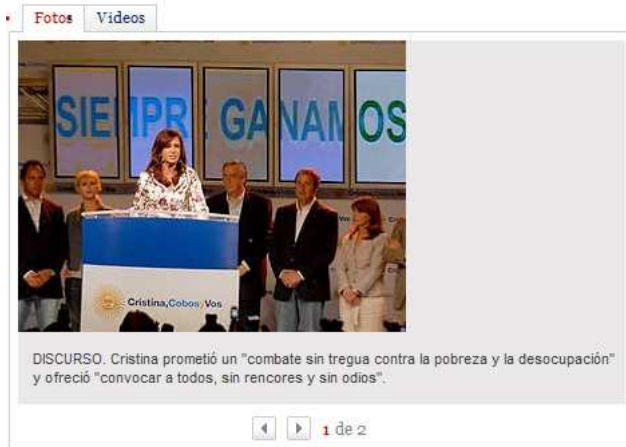 Fotos Videos
SIEMPRE GANAMOS
Cristina,Cobos y Vos
DISCURSO. Cristina prometió un "combate sin tregua contra la pobreza y la desocupación"
y ofreció "convocar a todos, sin rencores y sin odios".
1 de 2